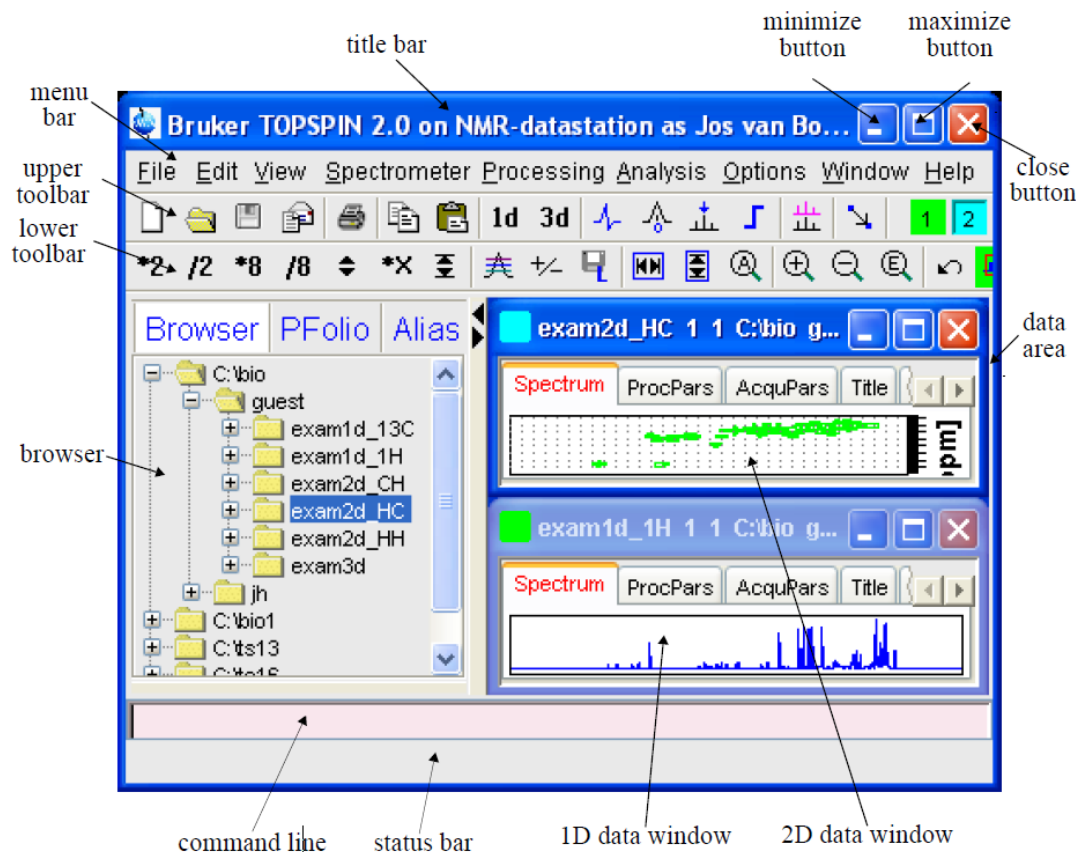 minimize button
maximize button
title bar
menu bar
Bruker TOPSPIN 2.0 on NMR-datastation as Jos van Bo...
File Edit View Spectrometer Processing Analysis Options Window Help
close button
upper toolbar
1d 3d 1 2
lower toolbar
*2 /2 *8 /8 *X +/- A E
Browser PFolio Alias
exam2d_HC 1 1 C:\bio g...
data area
Spectrum ProcPars AcquPars Title
C:\bio
guest
exam1d_13C
exam1d_1H
exam2d_CH
exam2d_HC
exam2d_HH
exam3d
jh
C:\bio1
C:\ts13
browser
pm]
exam1d_1H 1 1 C:\bio g...
Spectrum ProcPars AcquPars Title
command line
status bar
1D data window
2D data window